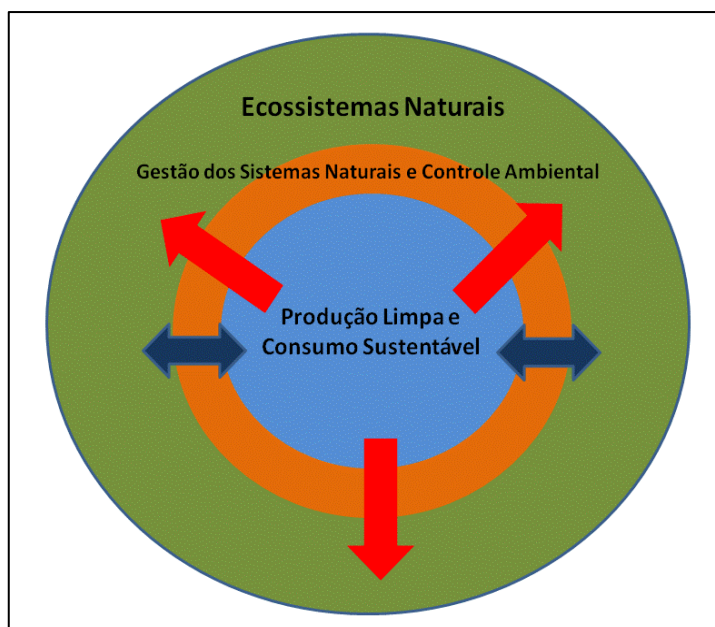 Ecossistemas Naturais
Gestão dos Sistemas Naturais e Controle Ambiental
Produção Limpa e
Consumo Sustentável